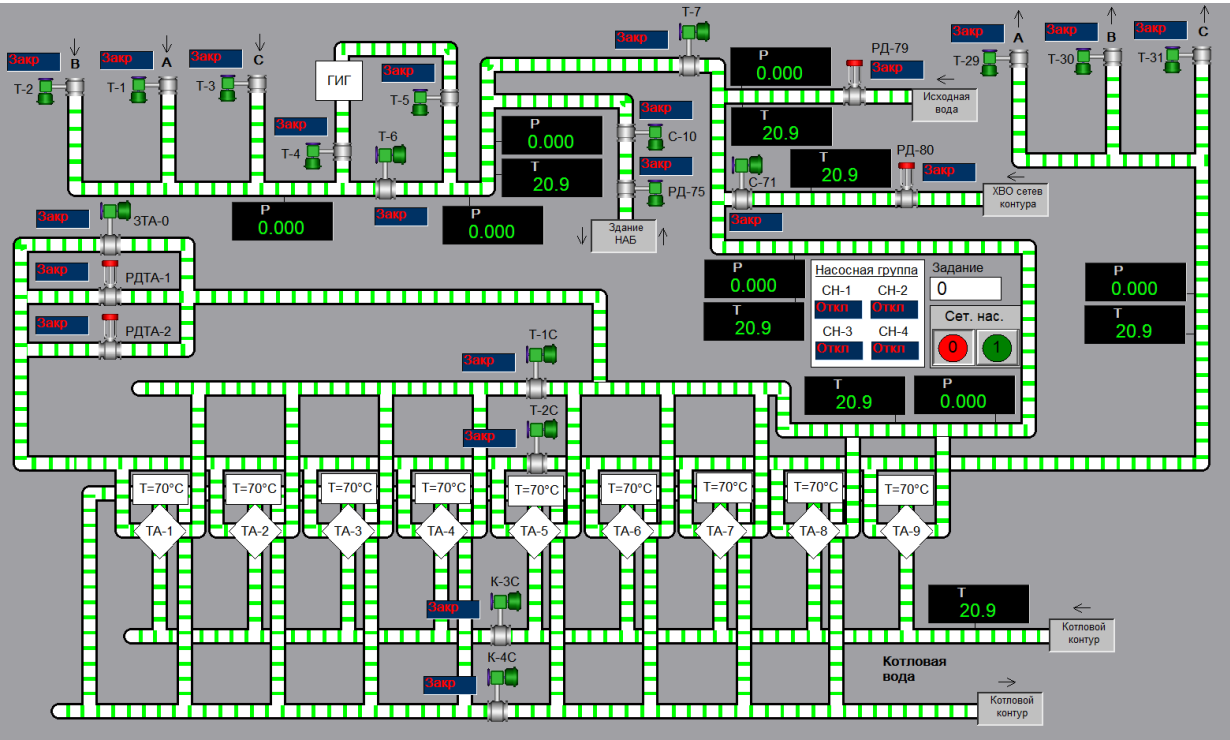 Т-7
Закр
Закр
В
Т-2
Закр
А
Т-1
Закр
С
Т-3
ГИГ
Закр
Т-5
Закр
Т-4
Т-6
Закр
P
0.000
P
0.000
P
0.000
T
20.9
Закр
С-10
Закр
РД-75
Здание
НАБ
P
0.000
T
20.9
РД-79
Закр
Исходная
вода
С-71
Закр
T
20.9
РД-80
Закр
ХВО сетев
контура
Закр
А
Т-29
Закр
В
Т-30
Закр
С
Т-31
Закр
ЗТА-0
Закр
РДТА-1
Закр
РДТА-2
P
0.000
T
20.9
Насосная группа
СН-1 СН-2
Откл Откл
СН-3 СН-4
Откл Откл
Задание
0
Сет. нас.
0 1
P
0.000
T
20.9
T
20.9
P
0.000
Т-1С
Закр
Т-2С
Закр
T=70°C T=70°C T=70°C T=70°C T=70°C T=70°C T=70°C T=70°C T=70°C
ТА-1 ТА-2 ТА-3 ТА-4 ТА-5 ТА-6 ТА-7 ТА-8 ТА-9
К-3С
Закр
T
20.9
Котловой
контур
К-4С
Закр
Котловая
вода
Котловой
контур